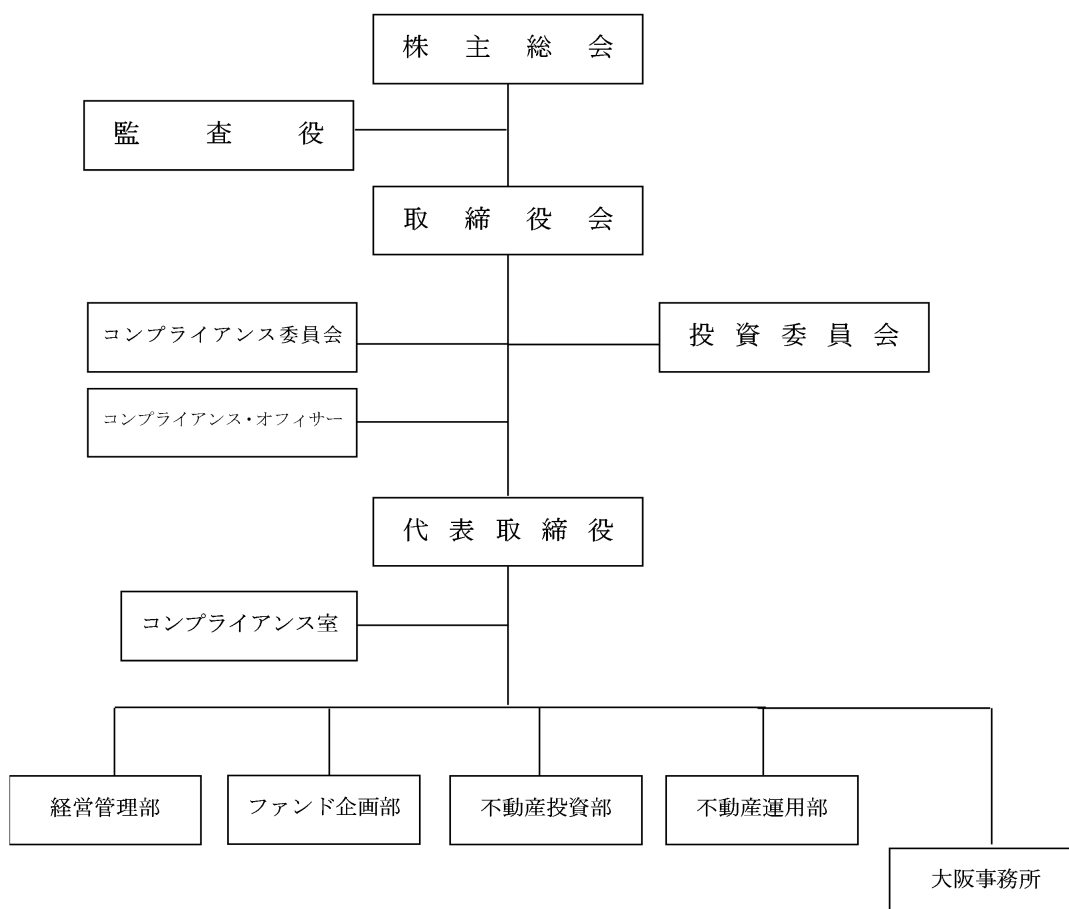 株主総会
監査役
取締役会
コンプライアンス委員会
投資委員会
コンプライアンス・オフィサー
代表取締役
コンプライアンス室
経営管理部
ファンド企画部
不動産投資部
不動産運用部
大阪事務所